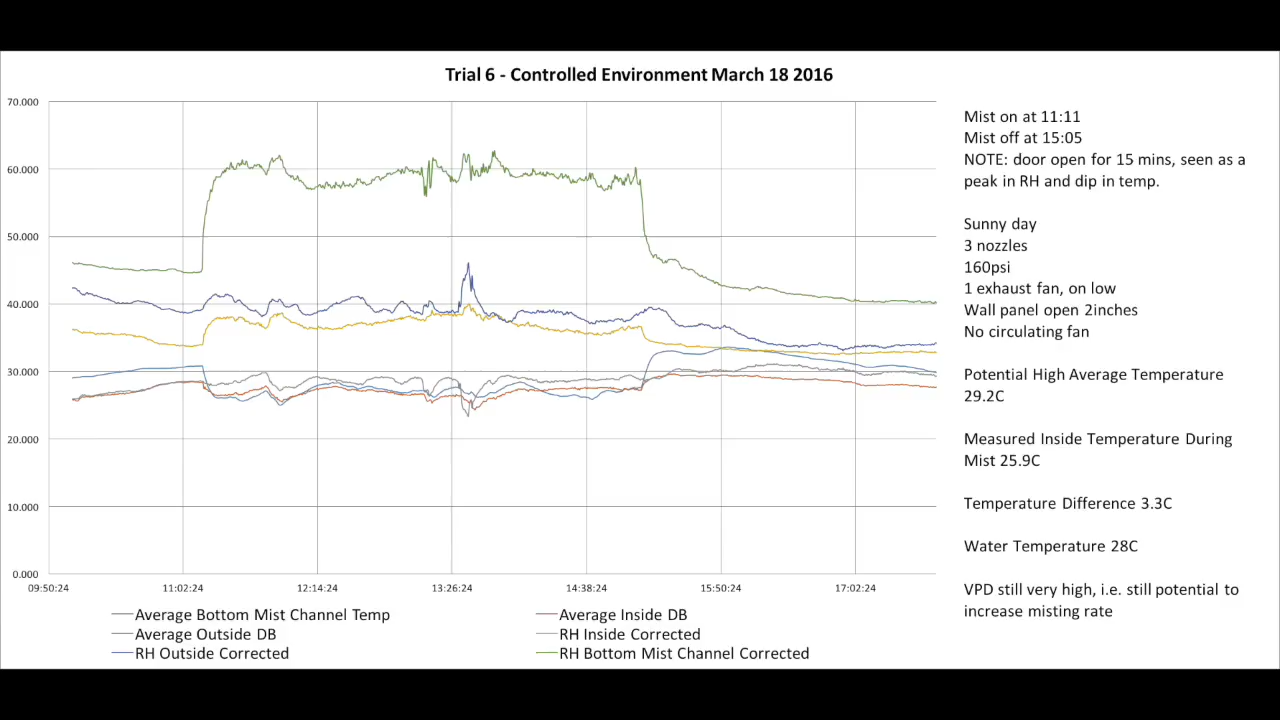 Trial 6 - Controlled Environment March 18 2016
70.000
60.000
50.000
40.000
30.000
20.000
10.000
0.000
09:50:24 11:02:24 12:14:24 13:26:24 14:38:24 15:50:24 17:02:24
Average Bottom Mist Channel Temp
Average Inside DB
Average Outside DB
RH Inside Corrected
RH Outside Corrected
RH Bottom Mist Channel Corrected
Mist on at 11:11
Mist off at 15:05
NOTE: door open for 15 mins, seen as a
peak in RH and dip in temp.
Sunny day
3 nozzles
160psi
1 exhaust fan, on low
Wall panel open 2inches
No circulating fan
Potential High Average Temperature
29.2C
Measured Inside Temperature During
Mist 25.9C
Temperature Difference 3.3C
Water Temperature 28C
VPD still very high, i.e. still potential to
increase misting rate